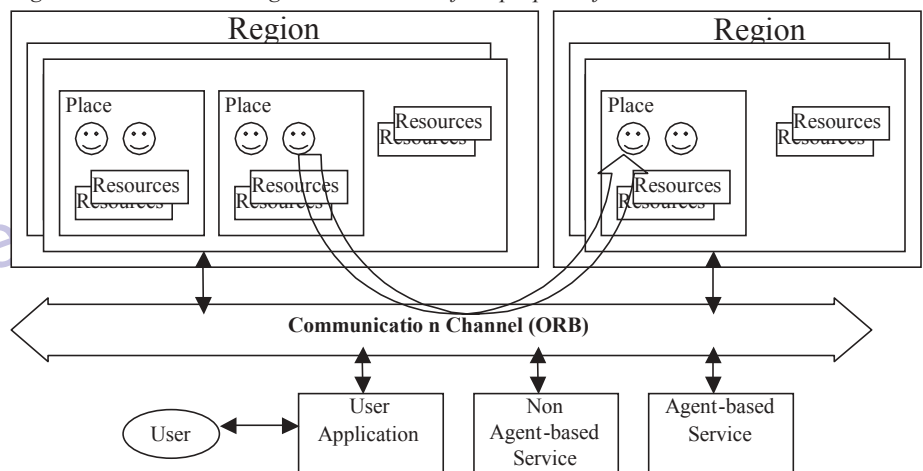 Region
Region
Place
Place
Resources
Resources
Resources
Resources
Resources
Resources
Place
Resources
Resources
Resources
Resources
Communicatio n Channel (ORB)
User
User
Application
Non
Agent-based
Service
Agent-based
Service